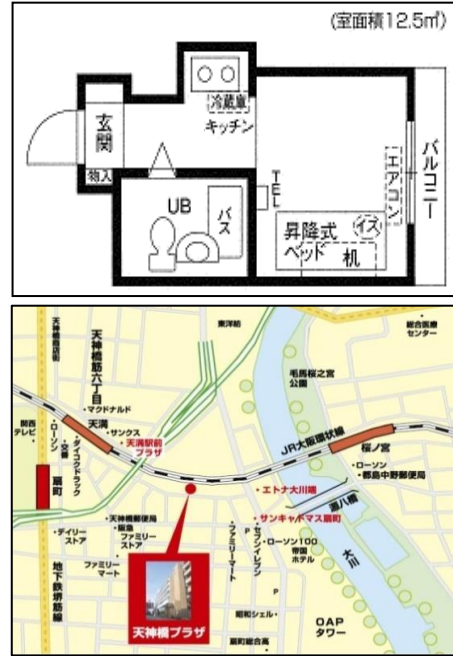 (室面積12.5㎡)
冷蔵庫
キッチン
玄関
物入
UB
バス
TEL
昇降式
ベッド
イス
机
エアコン
バルコニー
天神橋商店街
天神橋筋六丁目
東洋紡
総合医療
センター
毛馬桜之宮
公園
マクドナルド
天満
サンクス
天満駅前
プラザ
関西
テレビ
ローソン
交番
ダイコクドラッグ
扇町
JR大阪環状線
桜ノ宮
ローソン
都島中野郵便局
エトナ大川端
源八橋
サンキャドマス扇町
天神橋郵便局
阪急
ファミリー
ストア
デイリー
ストア
ファミリー
マート
地下鉄堺筋線
ファミリーマート
セブンイレブン
ローソン100
帝国
ホテル
大川
P
昭和シェル
P
OAP
タワー
扇町総合高
天神橋プラザ